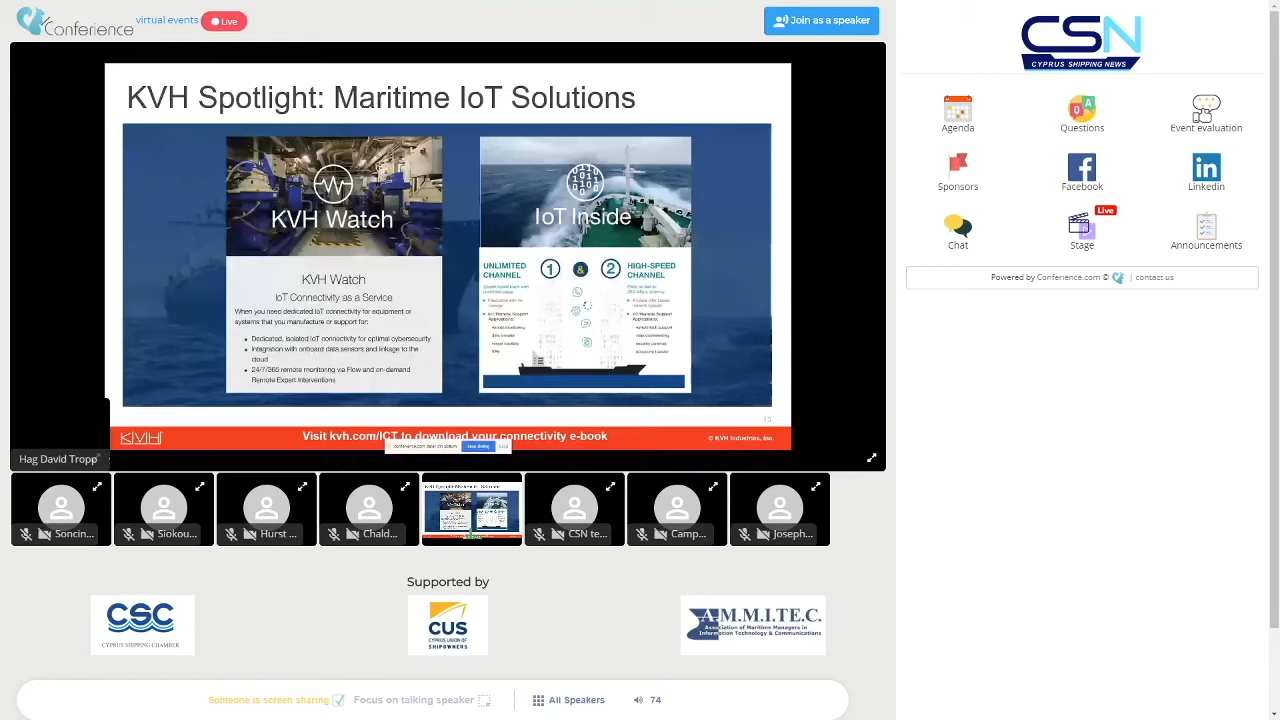 Conferience virtual events Live
Join as a speaker
CSN
CYPRUS SHIPPING NEWS
KVH Spotlight: Maritime IoT Solutions
KVH Watch
KVH Watch
IoT Connectivity as a Service
When you need dedicated IoT connectivity for equipment or
systems that you manufacture or support for:
Dedicated, isolated IoT connectivity for optimal cybersecurity
Integration with onboard data sensors and linkage to the
cloud
24/7/365 remote monitoring via Flow and on-demand
Remote Expert Interventions
IoT Inside
UNLIMITED
CHANNEL
1 & 2
HIGH-SPEED
CHANNEL
13
KVH
Visit kvh.com/ICT to download your connectivity e-book
© KVH Industries, Inc.
Hag David Tropp
Soncin...
Siokou...
Hurst ...
Chald...
CSN te...
Camp...
Joseph...
Supported by
CSC
CYPRUS SHIPPING CHAMBER
CUS
CYPRUS UNION OF
SHIPOWNERS
A.M.M.I.TE.C.
Association of Maritime Managers in
Information Technology & Communications
Someone is screen sharing
Focus on talking speaker
All Speakers
74
Agenda
Questions
Event evaluation
Sponsors
Facebook
Linkedin
Chat
Live
Stage
Announcements
Powered by Conference.com © | contact us